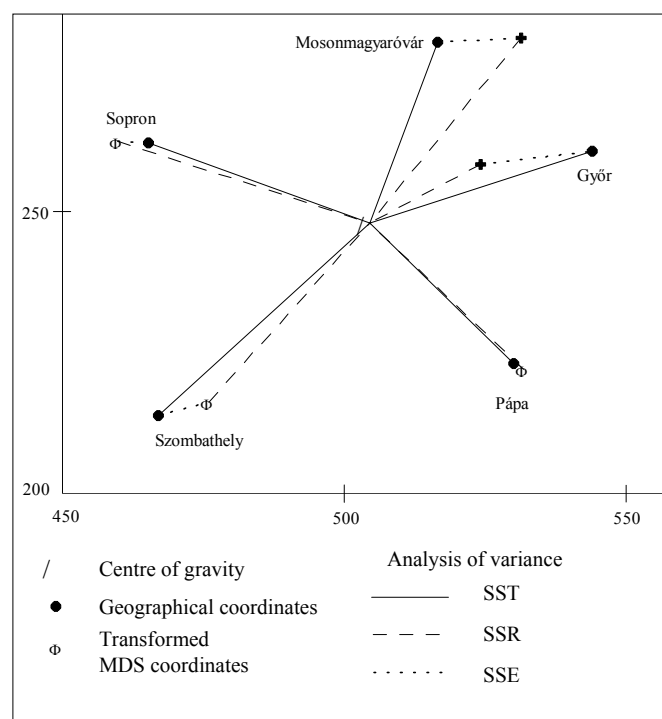 Mosonmagyaróvár
Sopron
Győr
250
Pápa
Szombathely
200
450
500
550
Analysis of variance
/ Centre of gravity
SST
Geographical coordinates
SSR
Φ Transformed
MDS coordinates
SSE